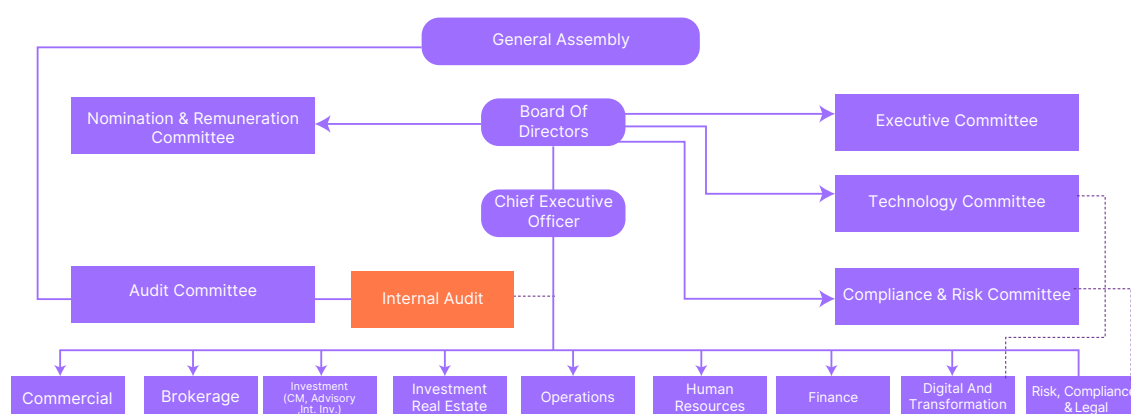 General Assembly
Nomination & Remuneration
Committee
Board Of
Directors
Executive Committee
Chief Executive
Officer
Technology Committee
Audit Committee
Internal Audit
Compliance & Risk Committee
Commercial
Brokerage
Investment
(CM, Advisory
,Int. Inv.)
Investment
Real Estate
Operations
Human
Resources
Finance
Digital And
Transformation
Risk, Compliance
& Legal